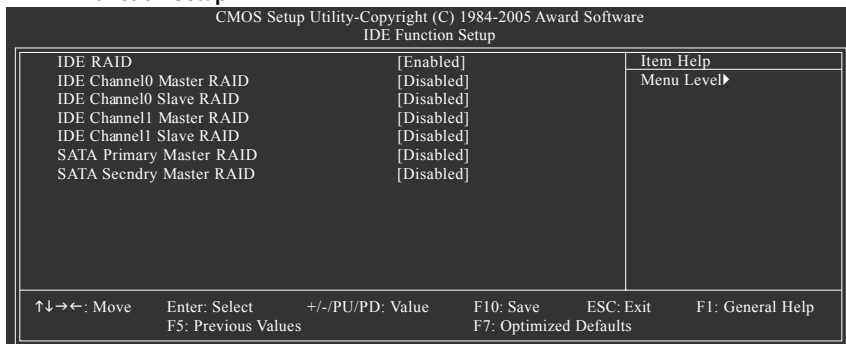 CMOS Setup Utility-Copyright (C) 1984-2005 Award Software
IDE Function Setup
IDE RAID [Enabled] Item Help
IDE Channel0 Master RAID [Disabled] Menu Level▶
IDE Channel0 Slave RAID [Disabled]
IDE Channel1 Master RAID [Disabled]
IDE Channel1 Slave RAID [Disabled]
SATA Primary Master RAID [Disabled]
SATA Secndry Master RAID [Disabled]
↑↓→←: Move Enter: Select +/-/PU/PD: Value F10: Save ESC: Exit F1: General Help
F5: Previous Values F7: Optimized Defaults